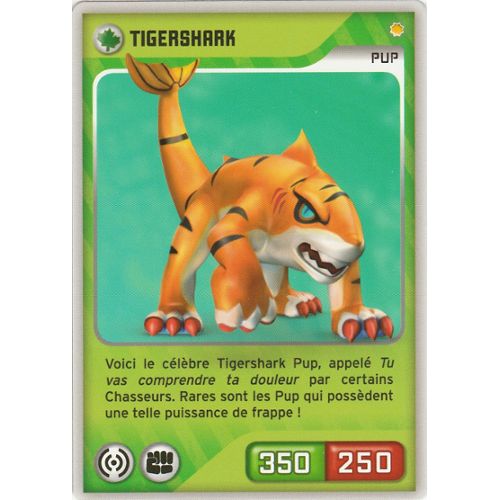 TIGERSHARK
PUP
Voici le célèbre Tigershark Pup, appelé Tu
vas comprendre ta douleur par certains
Chasseurs. Rares sont les Pup qui possèdent
une telle puissance de frappe !
350 250